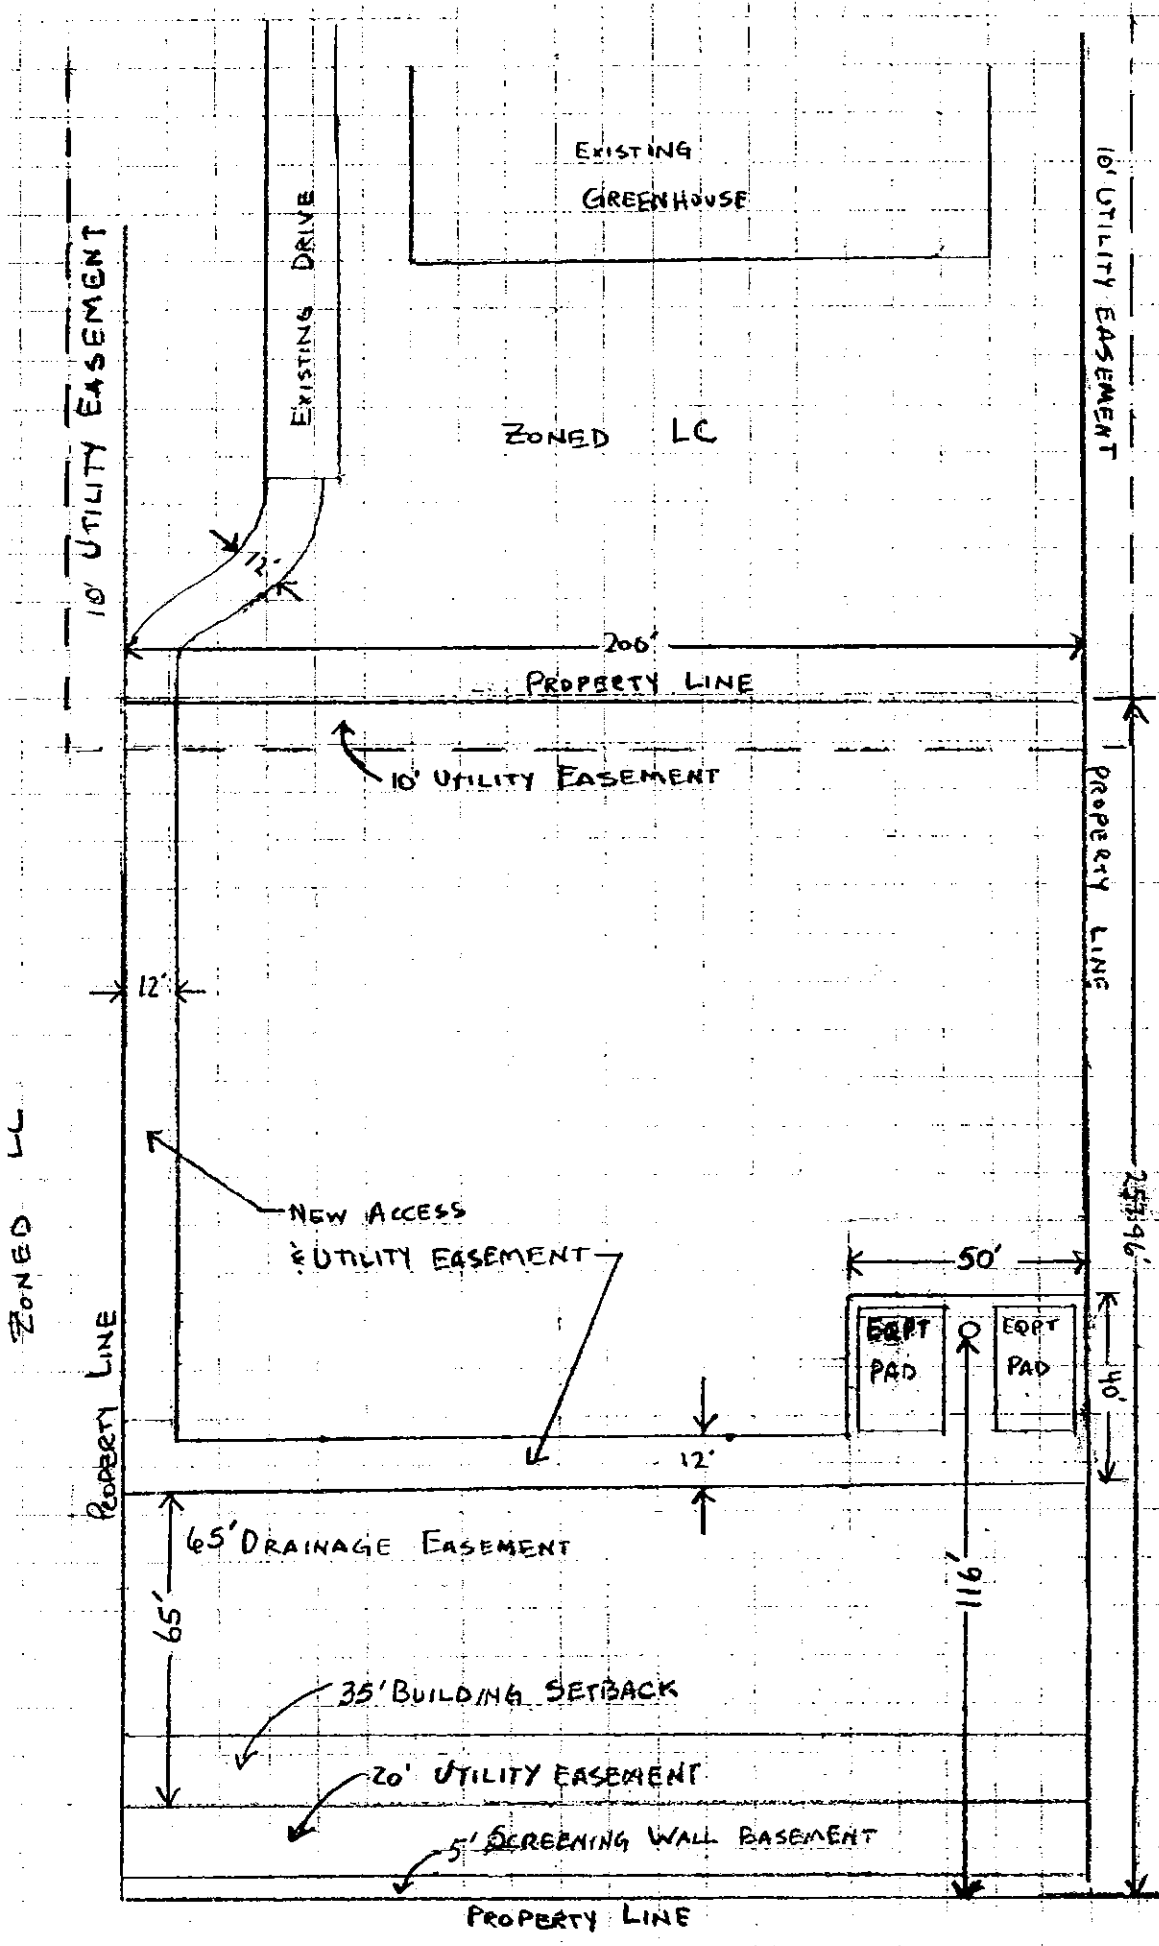 EXISTING
GREENHOUSE
10' UTILITY EASEMENT
EXISTING DRIVE
10' UTILITY EASEMENT
ZONED LC
12'
200'
PROPERTY LINE
10' UTILITY EASEMENT
PROPERTY LINE
12'
ZONED LL
NEW ACCESS
& UTILITY EASEMENT
50'
EQPT
PAD
EQPT
PAD
40'
PROPERTY LINE
12'
65' DRAINAGE EASEMENT
65'
116'
35' BUILDING SETBACK
20' UTILITY EASEMENT
5' SCREENING WALL EASEMENT
PROPERTY LINE